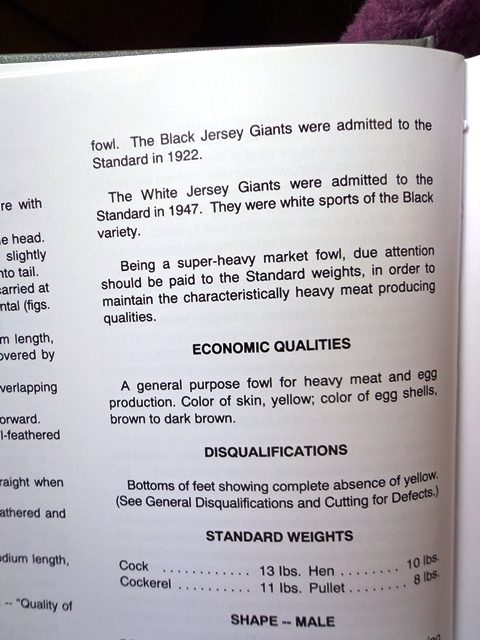 re with
e head.
slightly
nto tail.
carried at
ntal (figs.
m length,
overed by
verlapping
orward.
l-feathered
raight when
athered and
edium length,
-- "Quality of
fowl. The Black Jersey Giants were admitted to the
Standard in 1922.
The White Jersey Giants were admitted to the
Standard in 1947. They were white sports of the Black
variety.
Being a super-heavy market fowl, due attention
should be paid to the Standard weights, in order to
maintain the characteristically heavy meat producing
qualities.
ECONOMIC QUALITIES
A general purpose fowl for heavy meat and egg
production. Color of skin, yellow; color of egg shells,
brown to dark brown.
DISQUALIFICATIONS
Bottoms of feet showing complete absence of yellow.
(See General Disqualifications and Cutting for Defects.)
STANDARD WEIGHTS
Cock . . . . . . . . . . . . 13 lbs. Hen . . . . . . . . 10 lbs.
Cockerel . . . . . . . . . . 11 lbs. Pullet . . . . . . . . 8 lbs.
SHAPE -- MALE